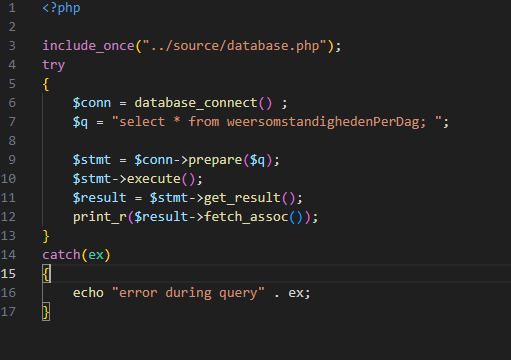 1 <?php
2
3 include_once("../source/database.php");
4 try
5 {
6     $conn = database_connect() ;
7     $q = "select * from weersomstandighedenPerDag; ";
8
9     $stmt = $conn->prepare($q);
10     $stmt->execute();
11     $result = $stmt->get_result();
12     print_r($result->fetch_assoc());
13 }
14 catch(ex)
15 {
16     echo "error during query" . ex;
17 }